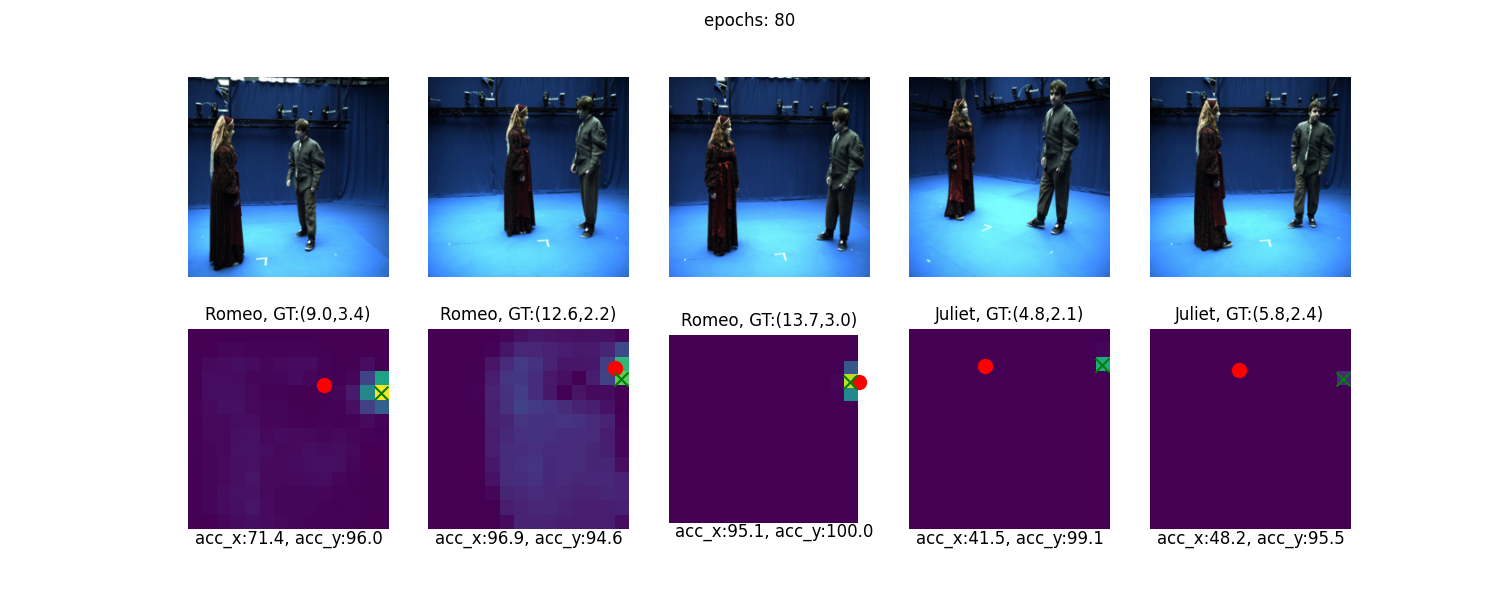 epochs: 80
Romeo, GT:(9.0,3.4)
Romeo, GT:(12.6,2.2)
Romeo, GT:(13.7,3.0)
Juliet, GT:(4.8,2.1)
Juliet, GT:(5.8,2.4)
acc_x:71.4, acc_y:96.0
acc_x:96.9, acc_y:94.6
acc_x:95.1, acc_y:100.0
acc_x:41.5, acc_y:99.1
acc_x:48.2, acc_y:95.5